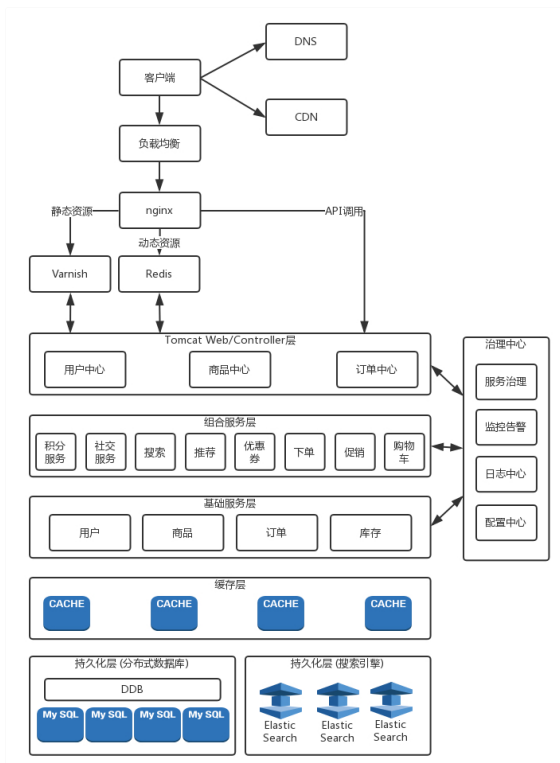 DNS
客户端
CDN
负载均衡
静态资源
nginx
API调用
动态资源
Varnish
Redis
Tomcat Web/Controller层
用户中心
商品中心
订单中心
治理中心
服务治理
监控告警
日志中心
配置中心
组合服务层
积分
服务
社交
服务
搜索
推荐
优惠
券
下单
促销
购物
车
基础服务层
用户
商品
订单
库存
缓存层
CACHE
CACHE
CACHE
CACHE
持久化层 (分布式数据库)
DDB
My SQL
My SQL
My SQL
My SQL
持久化层 (搜索引擎)
Elastic
Search
Elastic
Search
Elastic
Search